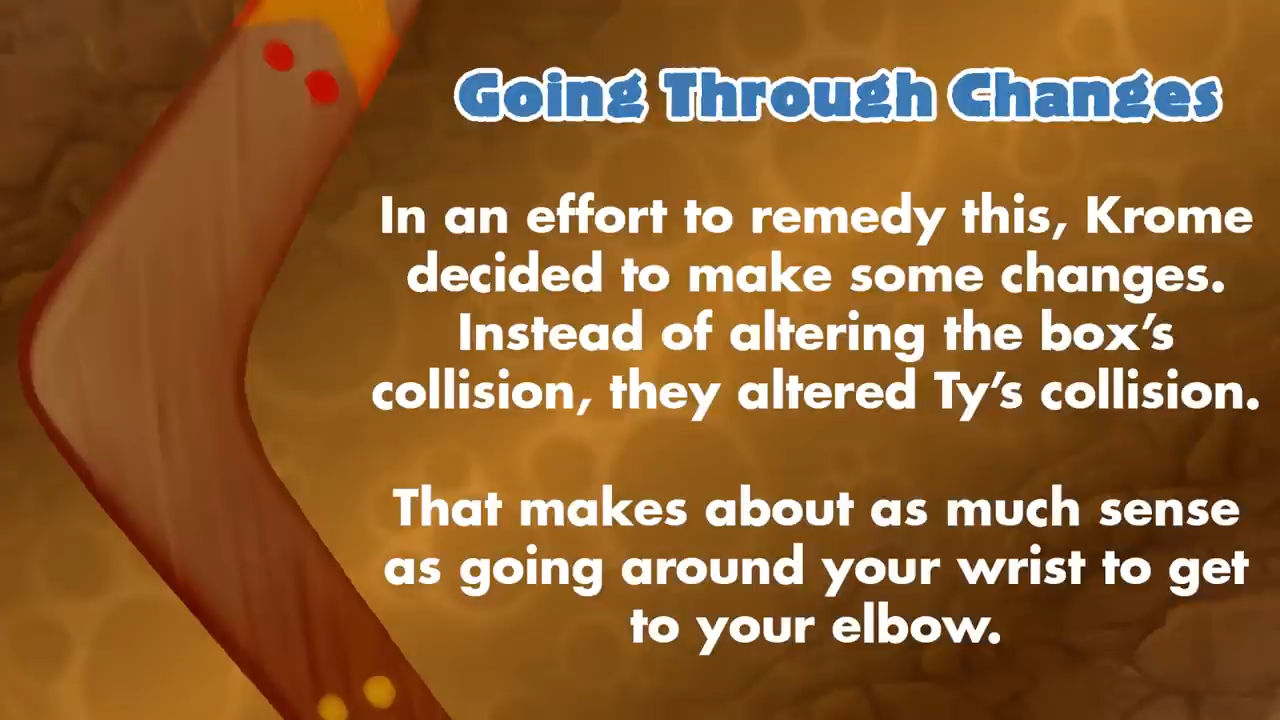 Going Through Changes
In an effort to remedy this, Krome
decided to make some changes.
Instead of altering the box’s
collision, they altered Ty’s collision.
That makes about as much sense
as going around your wrist to get
to your elbow.